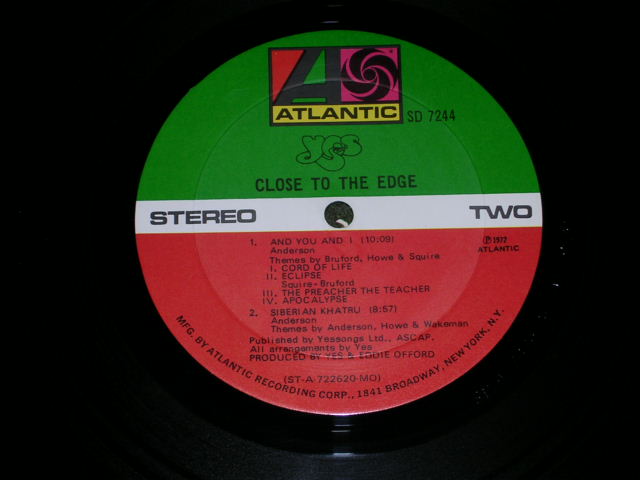 ATLANTIC
SD 7244
yes
CLOSE TO THE EDGE
STEREO TWO
1. AND YOU AND I (10:09)
Anderson
Themes by Bruford, Howe & Squire
I. CORD OF LIFE
II. ECLIPSE
Squire-Bruford
III. THE PREACHER THE TEACHER
IV. APOCALYPSE
2. SIBERIAN KHATRU (8:57)
Anderson
Themes by Anderson, Howe & Wakeman
Published by Yessongs Ltd., ASCAP.
All arrangements by Yes
PRODUCED BY YES & EDDIE OFFORD
℗ 1972
ATLANTIC
(ST-A-722620-MO)
MFG. BY ATLANTIC RECORDING CORP., 1841 BROADWAY, NEW YORK, N.Y.